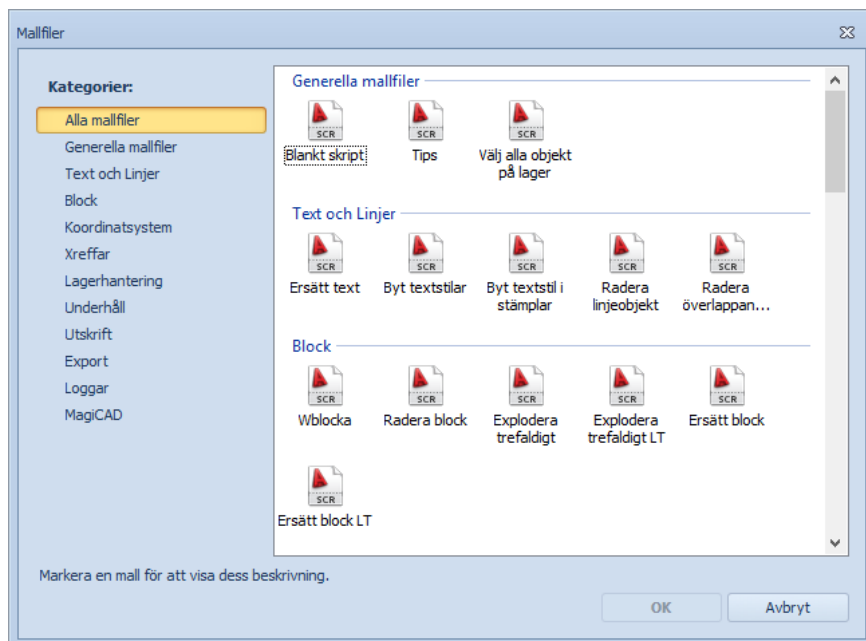 Mallfiler
Kategorier:
Alla mallfiler
Generella mallfiler
Text och Linjer
Block
Koordinatsystem
Xreffar
Lagerhantering
Underhåll
Utskrift
Export
Loggar
MagiCAD
Generella mallfiler
SCR SCR SCR
Blankt skript Tips Välj alla objekt
på lager
Text och Linjer
SCR SCR SCR SCR SCR
Ersätt text Byt textstilar Byt textstil i Radera Radera
stämplar linjeobjekt överlappan...
Block
SCR SCR SCR SCR SCR
Wblocka Radera block Explodera Explodera Ersätt block
trefaldigt trefaldigt LT
SCR
Ersätt block LT
Markera en mall för att visa dess beskrivning.
OK Avbryt